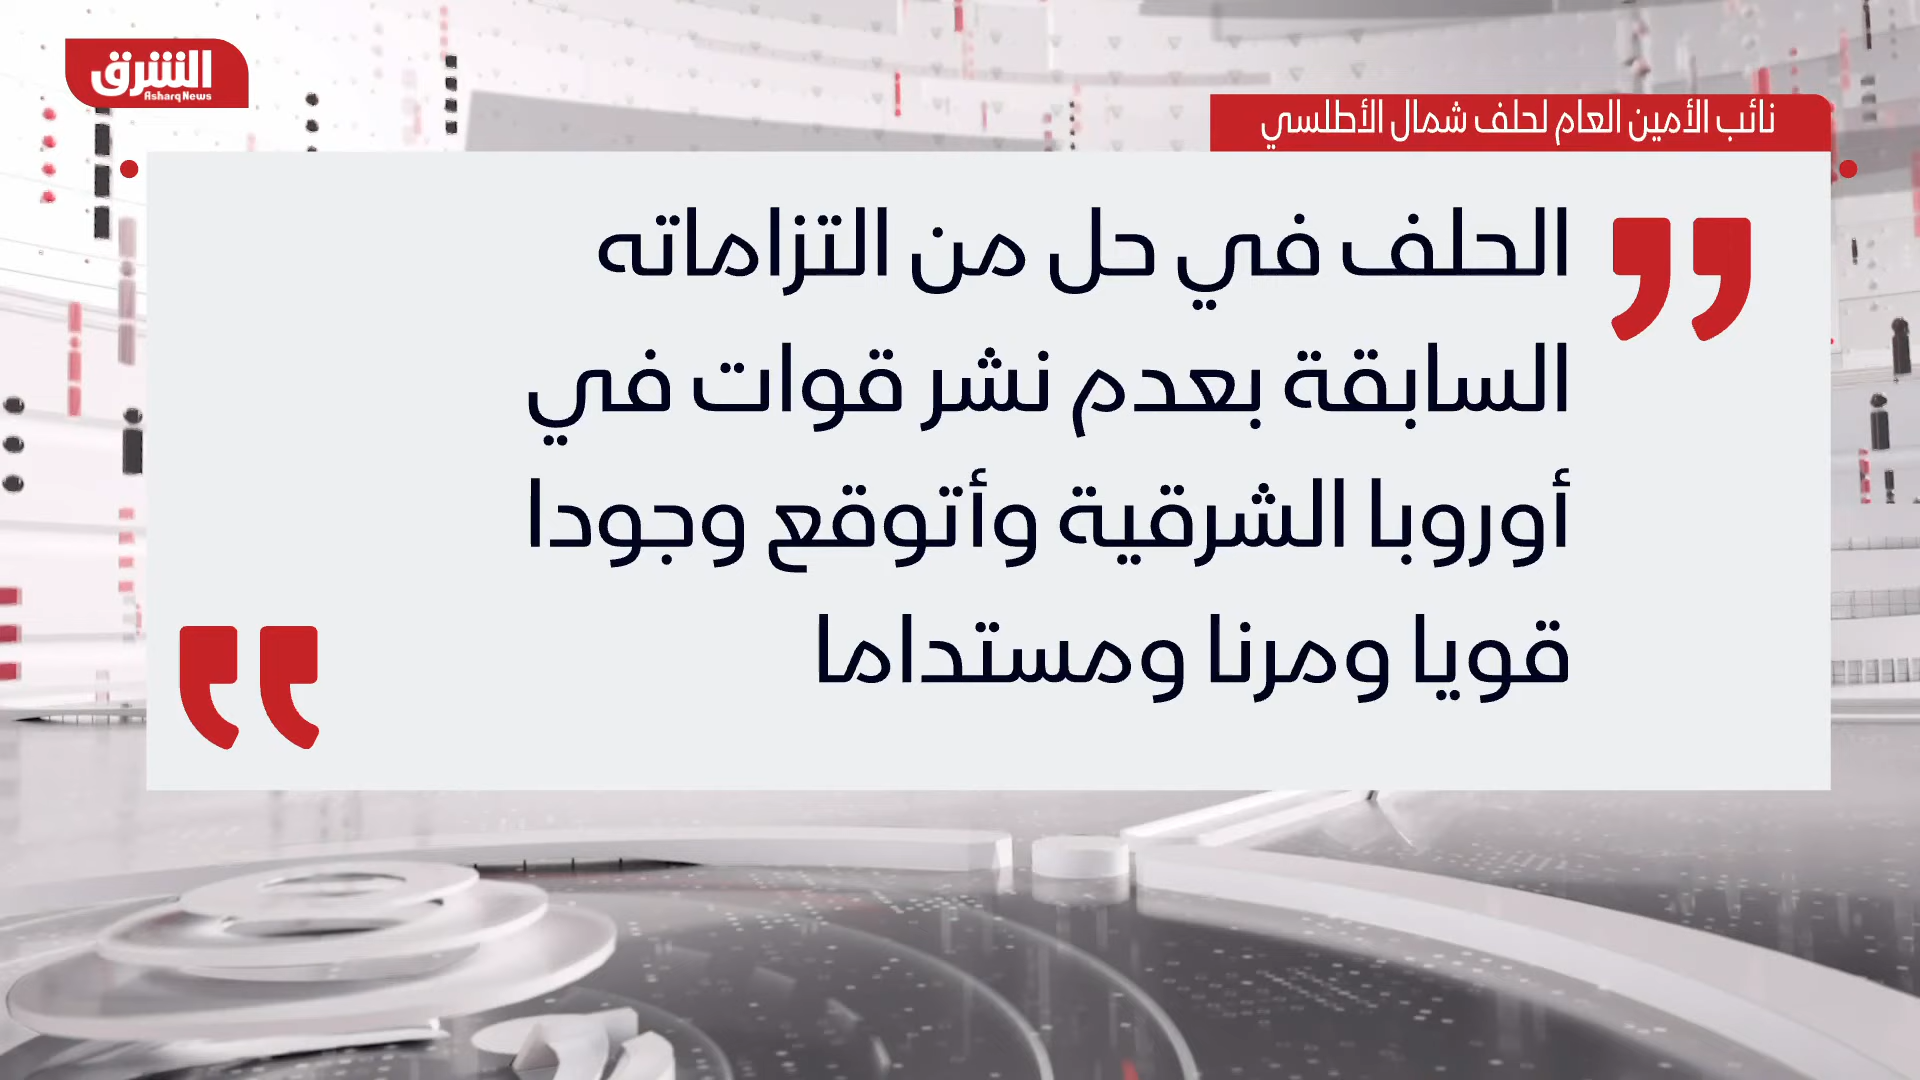 الشرق
Asharq News
نائب الأمين العام لحلف شمال الأطلسي
الحلف في حل من التزاماته
السابقة بعدم نشر قوات في
أوروبا الشرقية وأتوقع وجودا
قويا ومرنا ومستداما